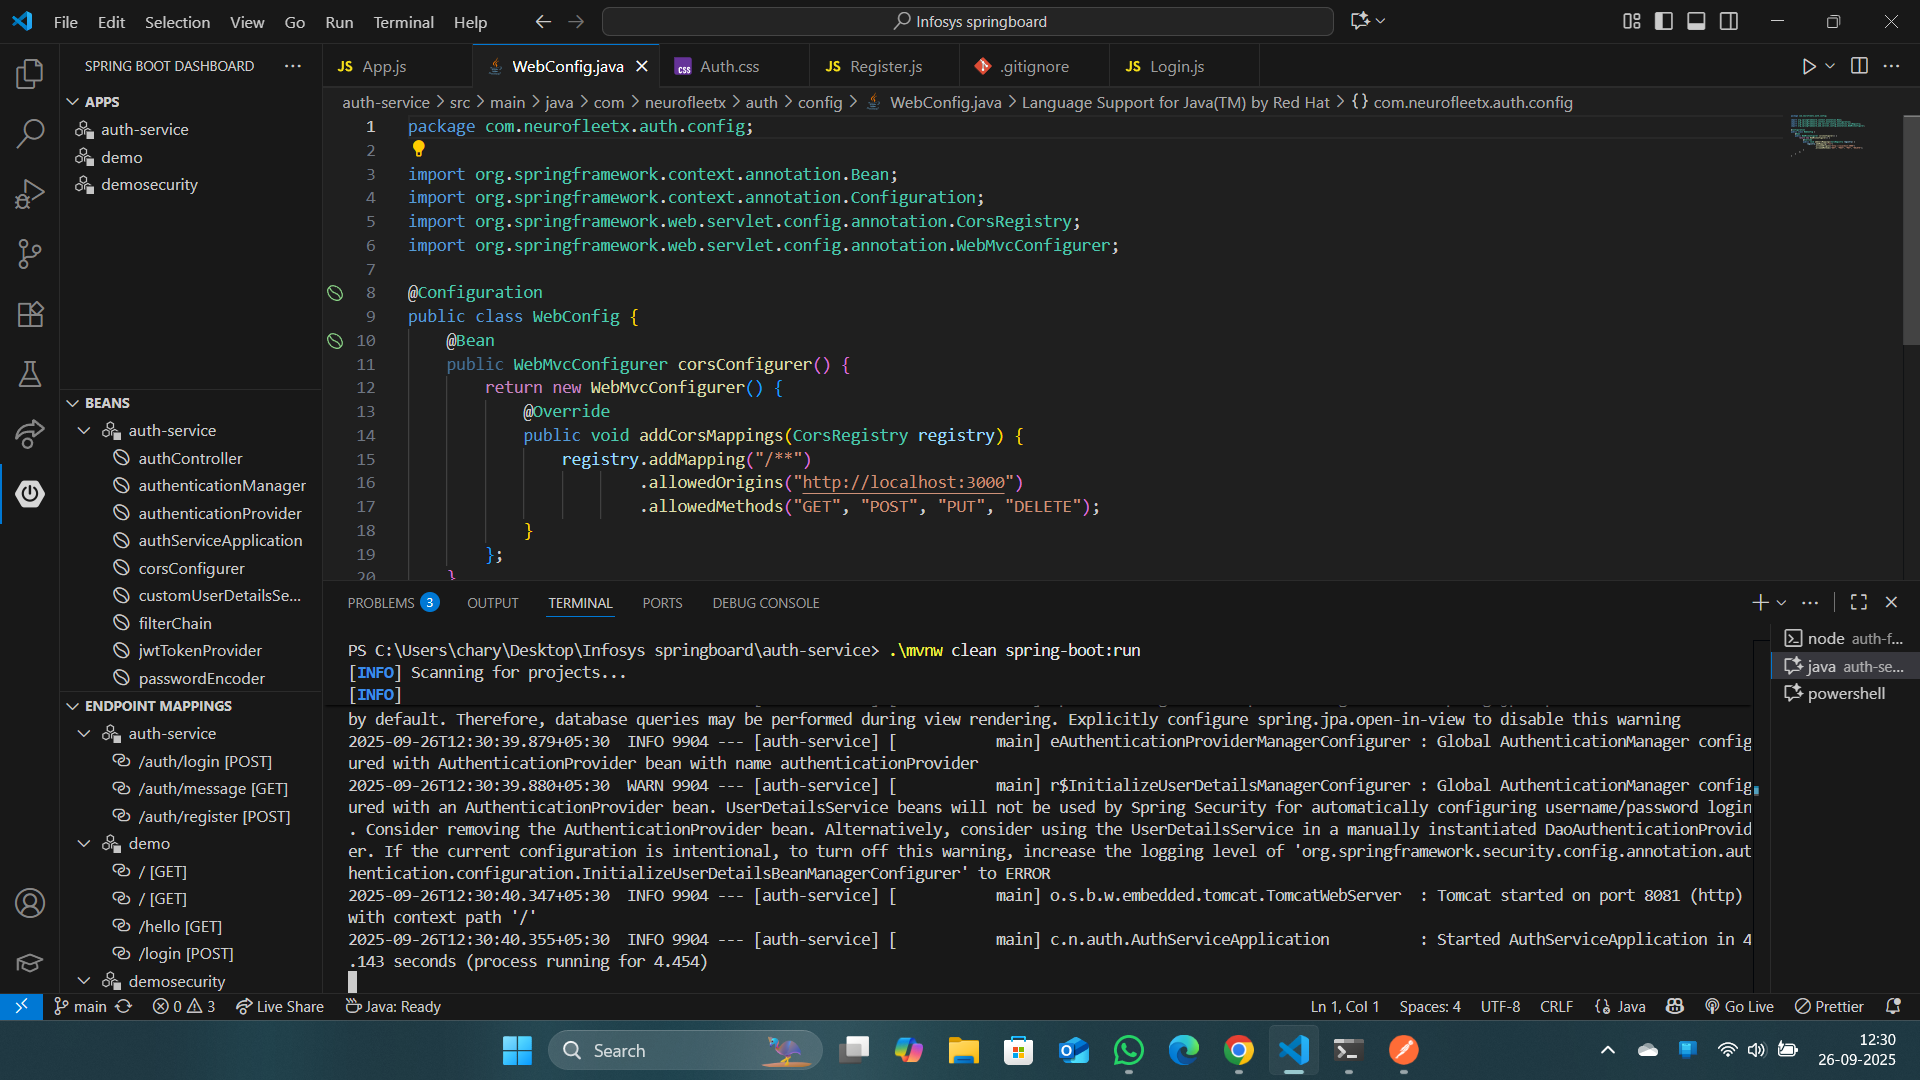 File Edit Selection View Go Run Terminal Help
Infosys springboard
SPRING BOOT DASHBOARD
APPS
auth-service
demo
demosecurity
BEANS
auth-service
authController
authenticationManager
authenticationProvider
authServiceApplication
corsConfigurer
customUserDetailsSe...
filterChain
jwtTokenProvider
passwordEncoder
ENDPOINT MAPPINGS
auth-service
/auth/login [POST]
/auth/message [GET]
/auth/register [POST]
demo
/ [GET]
/ [GET]
/hello [GET]
/login [POST]
demosecurity
JS App.js
WebConfig.java
css Auth.css
JS Register.js
.gitignore
JS Login.js
auth-service > src > main > java > com > neurofleetx > auth > config > WebConfig.java > Language Support for Java(TM) by Red Hat > {} com.neurofleetx.auth.config
1 package com.neurofleetx.auth.config;
2
3 import org.springframework.context.annotation.Bean;
4 import org.springframework.context.annotation.Configuration;
5 import org.springframework.web.servlet.config.annotation.CorsRegistry;
6 import org.springframework.web.servlet.config.annotation.WebMvcConfigurer;
7
8 @Configuration
9 public class WebConfig {
10 @Bean
11 public WebMvcConfigurer corsConfigurer() {
12 return new WebMvcConfigurer() {
13 @Override
14 public void addCorsMappings(CorsRegistry registry) {
15 registry.addMapping("/**")
16 .allowedOrigins("http://localhost:3000")
17 .allowedMethods("GET", "POST", "PUT", "DELETE");
18 }
19 };
20 }
PROBLEMS 3 OUTPUT TERMINAL PORTS DEBUG CONSOLE
PS C:\Users\chary\Desktop\Infosys springboard\auth-service> .\mvnw clean spring-boot:run
[INFO] Scanning for projects...
[INFO]
by default. Therefore, database queries may be performed during view rendering. Explicitly configure spring.jpa.open-in-view to disable this warning
2025-09-26T12:30:39.879+05:30 INFO 9904 --- [auth-service] [ main] eAuthenticationProviderManagerConfigurer : Global AuthenticationManager config
ured with AuthenticationProvider bean with name authenticationProvider
2025-09-26T12:30:39.880+05:30 WARN 9904 --- [auth-service] [ main] r$InitializeUserDetailsManagerConfigurer : Global AuthenticationManager config
ured with an AuthenticationProvider bean. UserDetailsService beans will not be used by Spring Security for automatically configuring username/password login
. Consider removing the AuthenticationProvider bean. Alternatively, consider using the UserDetailsService in a manually instantiated DaoAuthenticationProvid
er. If the current configuration is intentional, to turn off this warning, increase the logging level of 'org.springframework.security.config.annotation.aut
hentication.configuration.InitializeUserDetailsBeanManagerConfigurer' to ERROR
2025-09-26T12:30:40.347+05:30 INFO 9904 --- [auth-service] [ main] o.s.b.w.embedded.tomcat.TomcatWebServer : Tomcat started on port 8081 (http)
with context path '/'
2025-09-26T12:30:40.355+05:30 INFO 9904 --- [auth-service] [ main] c.n.auth.AuthServiceApplication : Started AuthServiceApplication in 4
.143 seconds (process running for 4.454)
node auth-f...
java auth-se...
powershell
main 0 3 Live Share Java: Ready
Ln 1, Col 1 Spaces: 4 UTF-8 CRLF {} Java Go Live Prettier
Search
12:30
26-09-2025